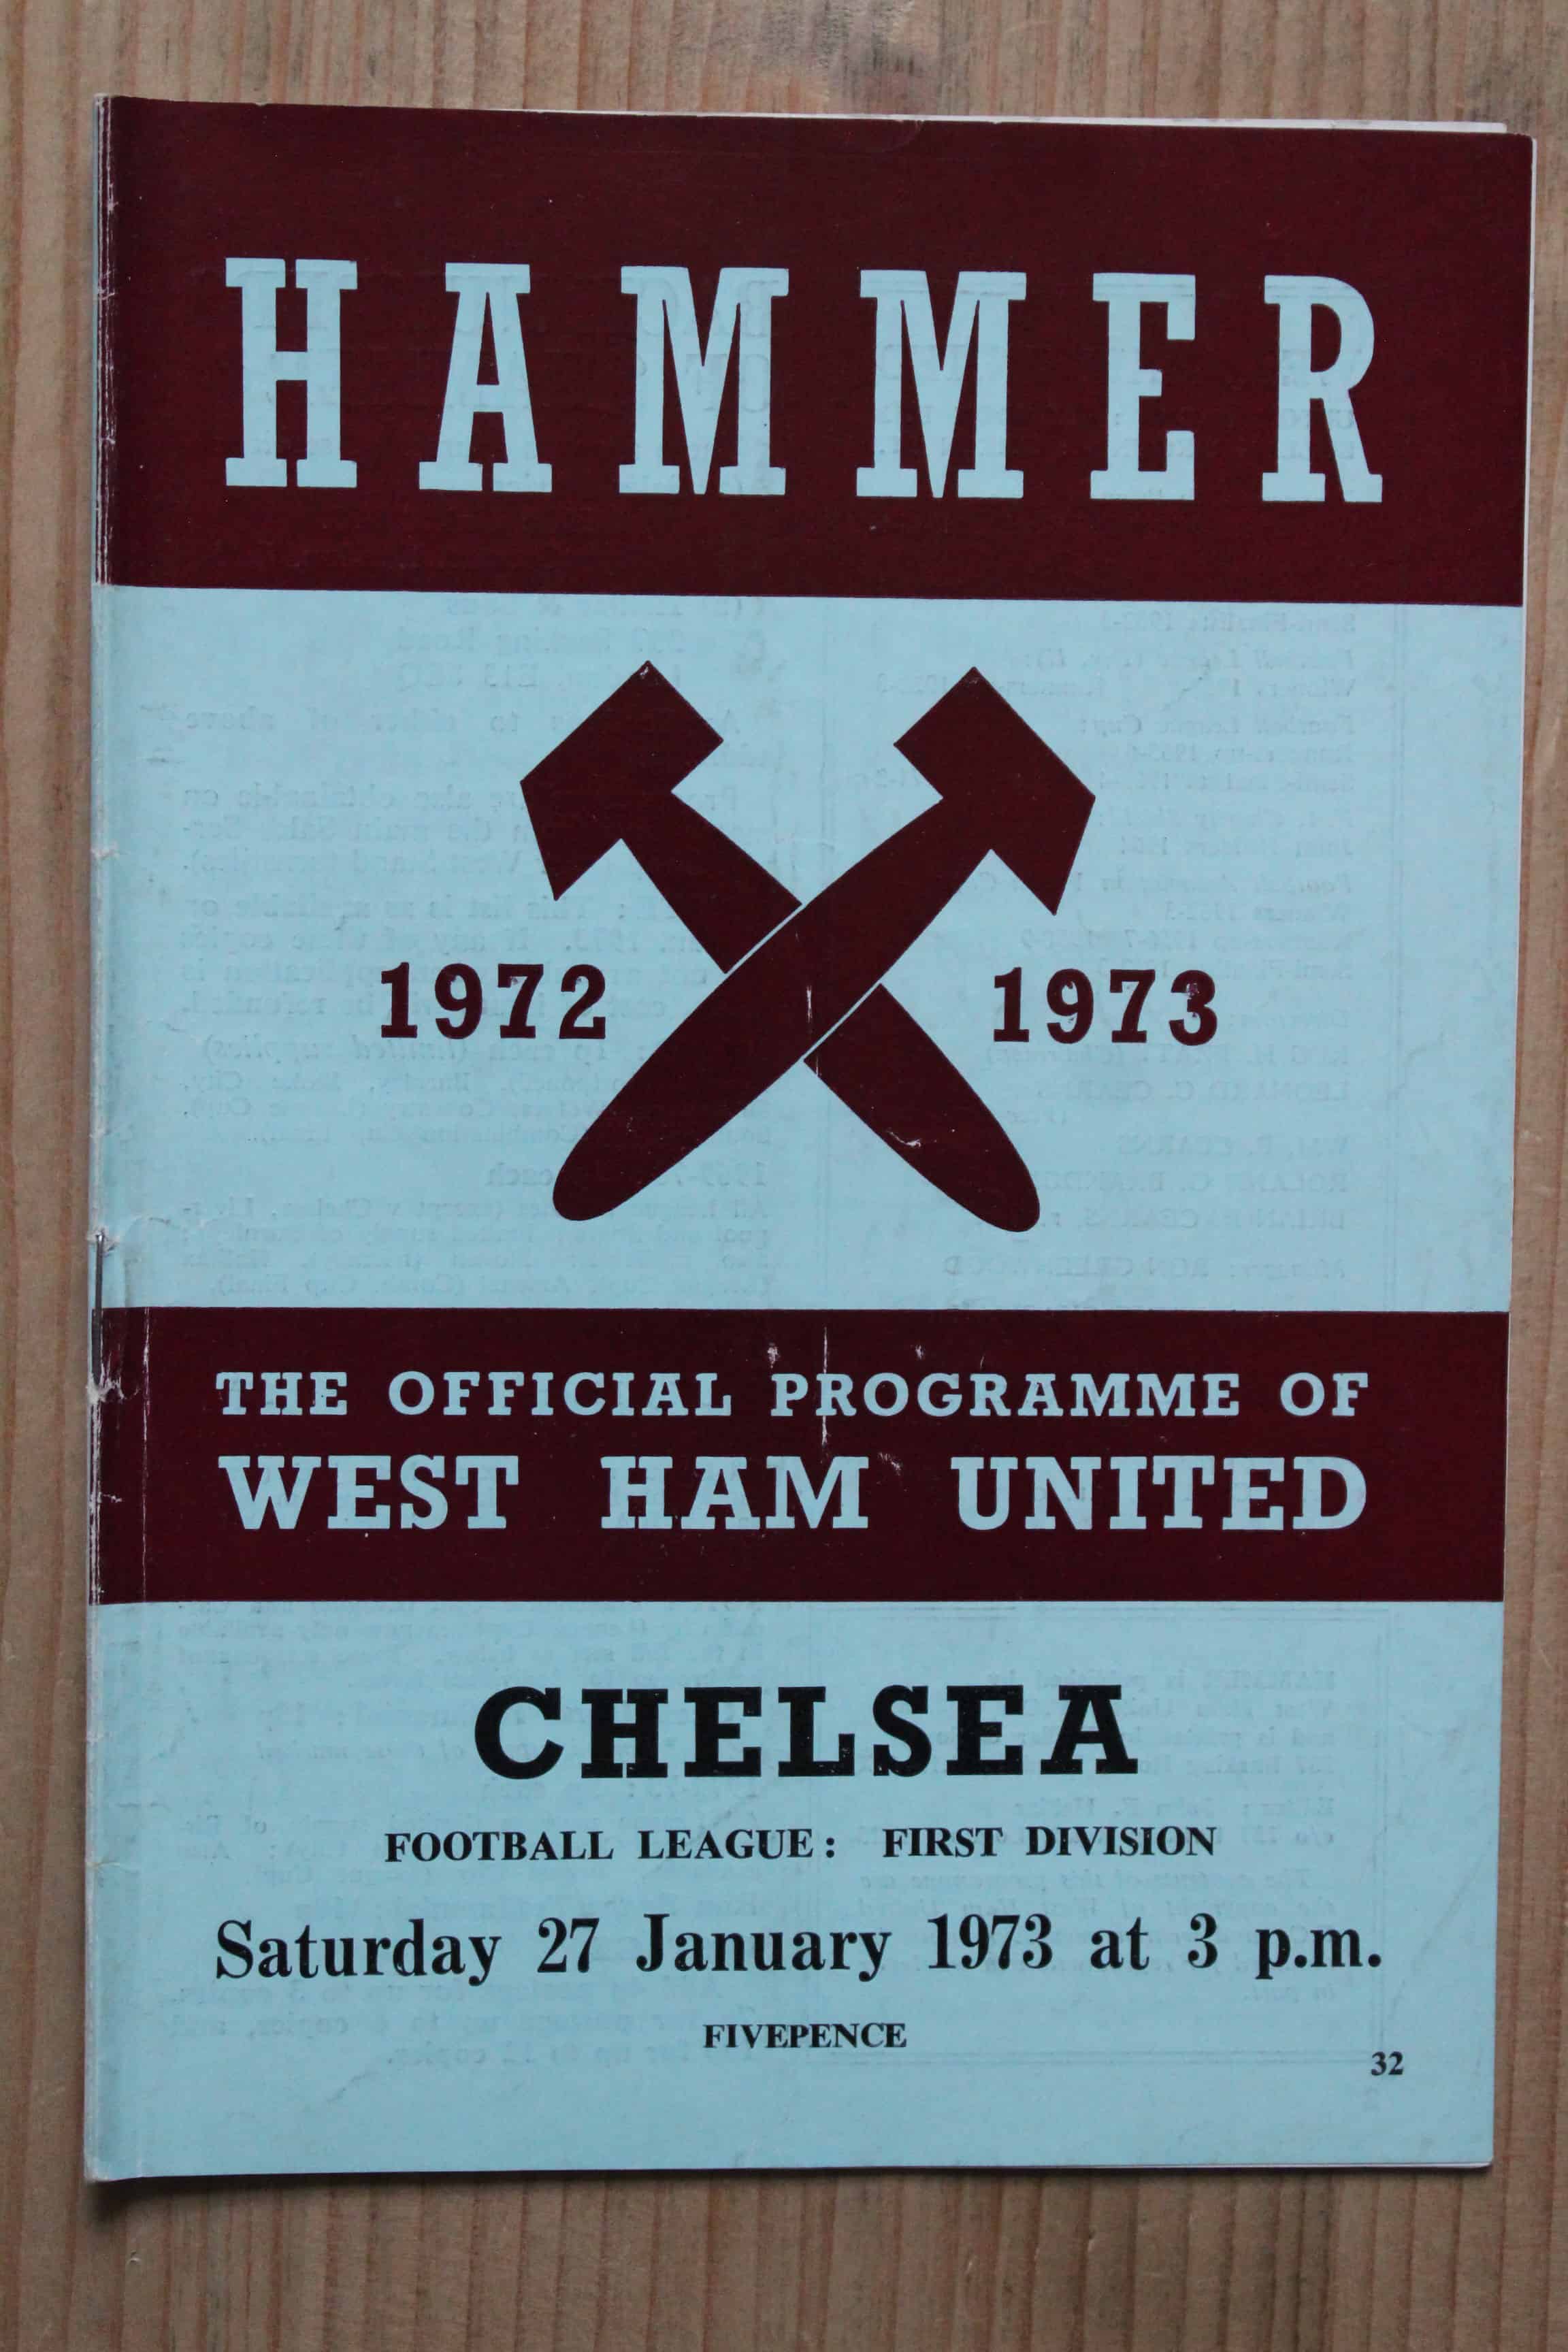 HAMMER
1972 1973
THE OFFICIAL PROGRAMME OF
WEST HAM UNITED
CHELSEA
FOOTBALL LEAGUE: FIRST DIVISION
Saturday 27 January 1973 at 3 p.m.
FIVEPENCE
32